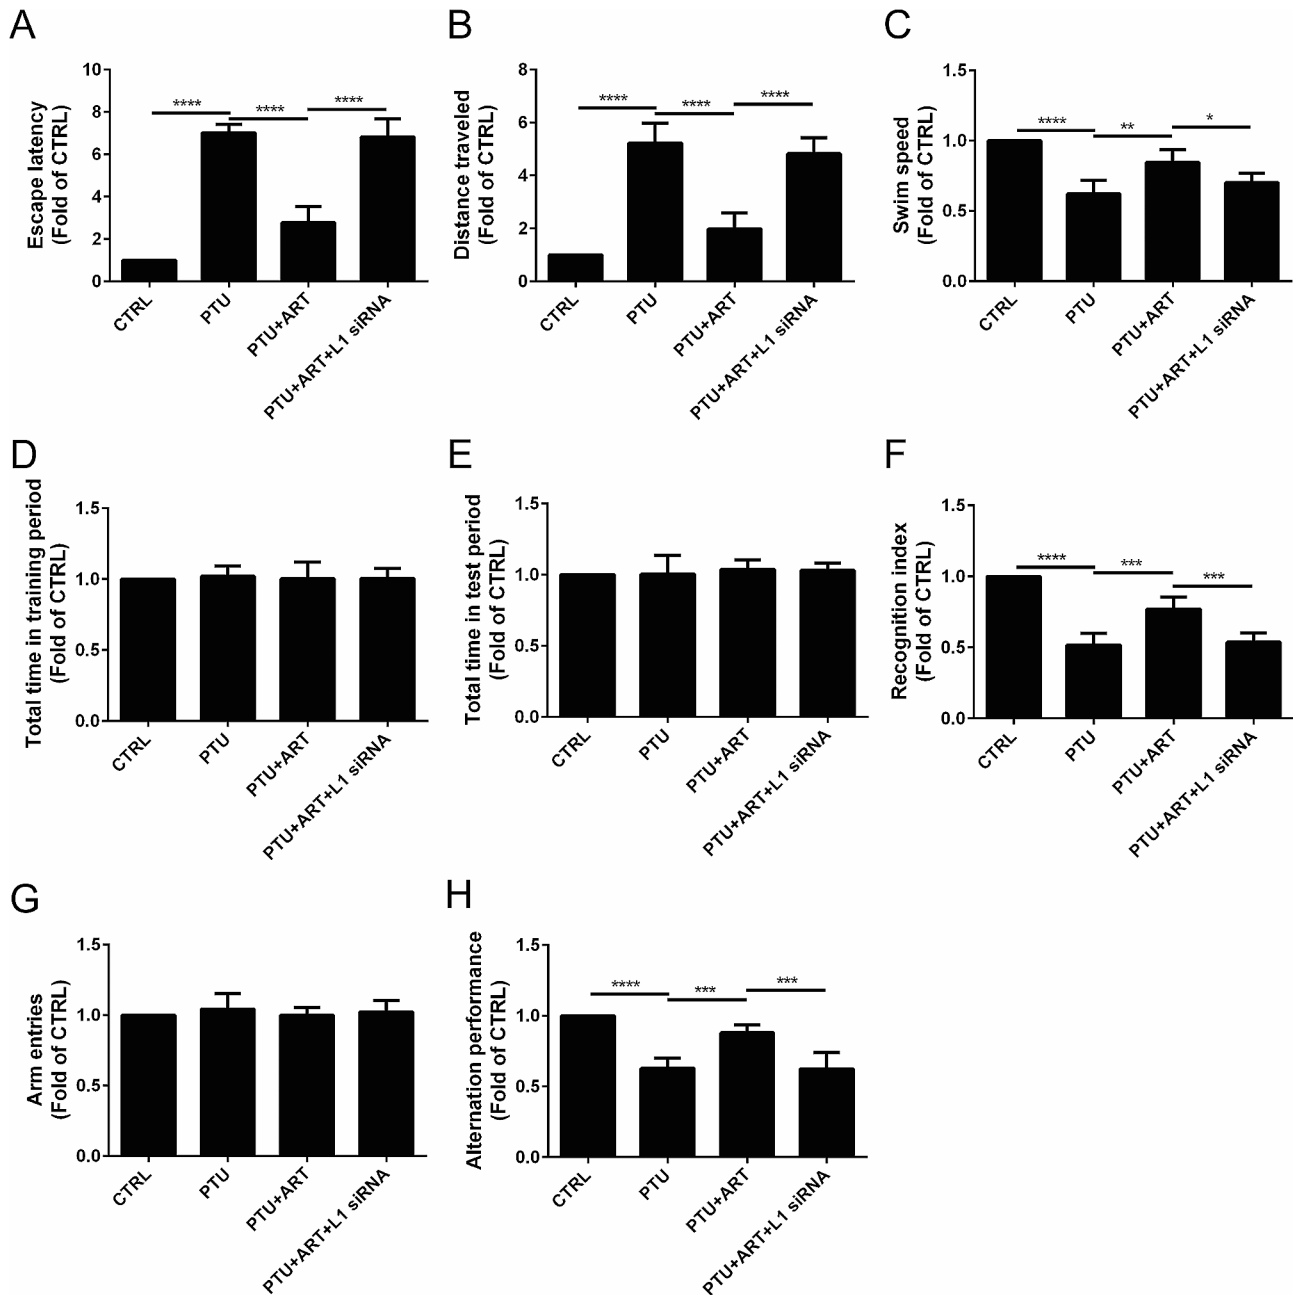 A
Escape latency
(Fold of CTRL)
10
8
6
4
2
0
****
****
****
CTRL
PTU
PTU+ART
PTU+ART+L1 siRNA
B
Distance traveled
(Fold of CTRL)
8
6
4
2
0
****
****
****
CTRL
PTU
PTU+ART
PTU+ART+L1 siRNA
C
Swim speed
(Fold of CTRL)
1.5
1.0
0.5
0.0
****
**
*
CTRL
PTU
PTU+ART
PTU+ART+L1 siRNA
D
Total time in training period
(Fold of CTRL)
1.5
1.0
0.5
0.0
CTRL
PTU
PTU+ART
PTU+ART+L1 siRNA
E
Total time in test period
(Fold of CTRL)
1.5
1.0
0.5
0.0
CTRL
PTU
PTU+ART
PTU+ART+L1 siRNA
F
Recognition index
(Fold of CTRL)
1.5
1.0
0.5
0.0
****
***
***
CTRL
PTU
PTU+ART
PTU+ART+L1 siRNA
G
Arm entries
(Fold of CTRL)
1.5
1.0
0.5
0.0
CTRL
PTU
PTU+ART
PTU+ART+L1 siRNA
H
Alternation performance
(Fold of CTRL)
1.5
1.0
0.5
0.0
****
***
***
CTRL
PTU
PTU+ART
PTU+ART+L1 siRNA